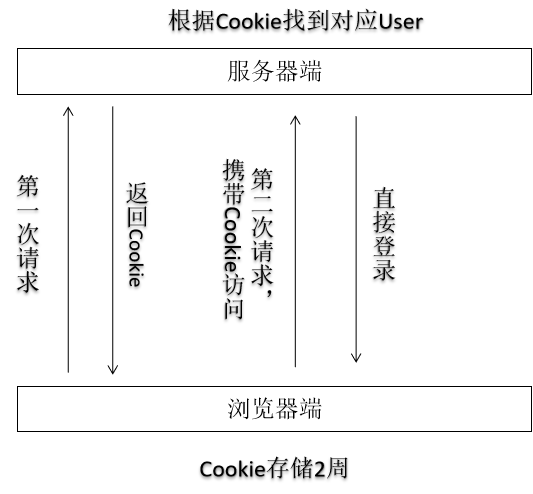 根据Cookie找到对应User
服务器端
第一次请求
返回Cookie
第二次请求，
携带Cookie访问
直接登录
浏览器端
Cookie存储2周